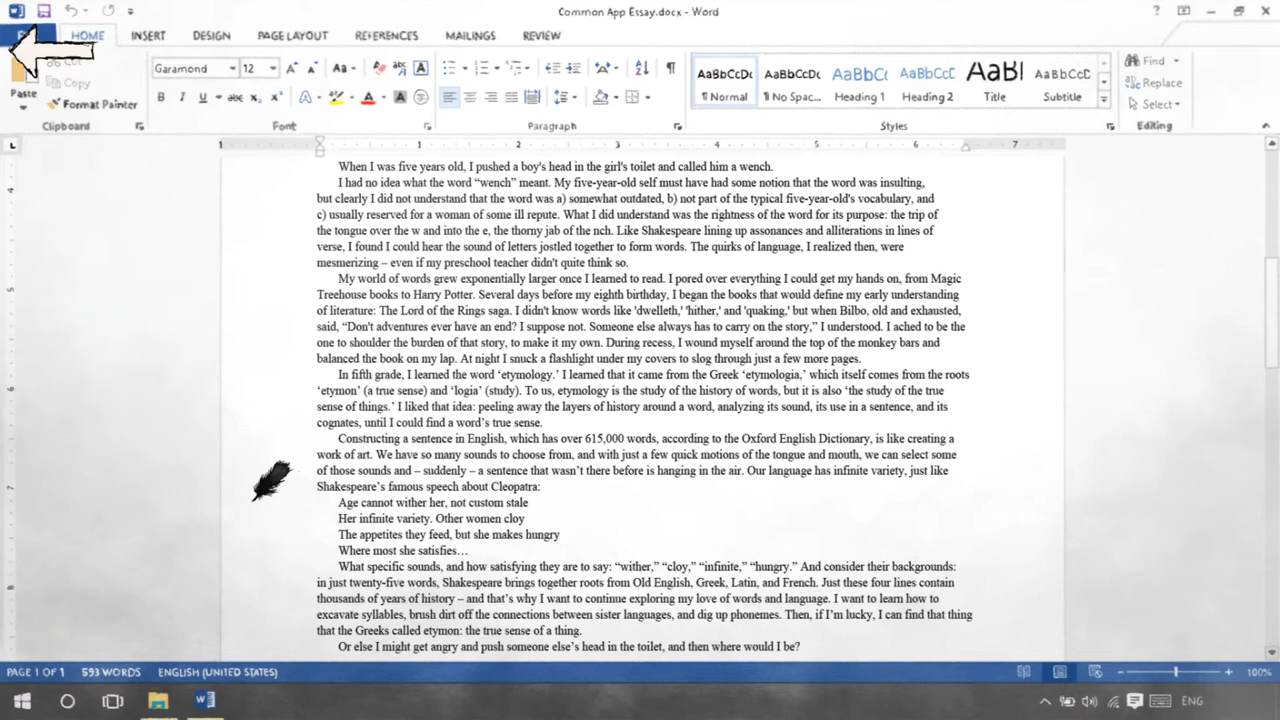 Common App Essay.docx - Word
HOME INSERT DESIGN PAGE LAYOUT REFERENCES MAILINGS REVIEW
Cut
Copy
Paste
Format Painter
Garamond 12
Aa
B I U abc X₂ X²
AaBbCcDc AaBbCcDc AaBbCc AaBbCcD AaBl AaBbCcD
¶ Normal ¶ No Spac... Heading 1 Heading 2 Title Subtitle
Find
Replace
Select
Clipboard Font Paragraph Styles Editing
1 1 2 3 4 5 6 7
When I was five years old, I pushed a boy's head in the girl's toilet and called him a wench.
I had no idea what the word “wench” meant. My five-year-old self must have had some notion that the word was insulting,
but clearly I did not understand that the word was a) somewhat outdated, b) not part of the typical five-year-old's vocabulary, and
c) usually reserved for a woman of some ill repute. What I did understand was the rightness of the word for its purpose: the trip of
the tongue over the w and into the e, the thorny jab of the nch. Like Shakespeare lining up assonances and alliterations in lines of
verse, I found I could hear the sound of letters jostled together to form words. The quirks of language, I realized then, were
mesmerizing – even if my preschool teacher didn't quite think so.
My world of words grew exponentially larger once I learned to read. I pored over everything I could get my hands on, from Magic
Treehouse books to Harry Potter. Several days before my eighth birthday, I began the books that would define my early understanding
of literature: The Lord of the Rings saga. I didn't know words like 'dwelleth,' 'hither,' and 'quaking,' but when Bilbo, old and exhausted,
said, “Don't adventures ever have an end? I suppose not. Someone else always has to carry on the story,” I understood. I ached to be the
one to shoulder the burden of that story, to make it my own. During recess, I wound myself around the top of the monkey bars and
balanced the book on my lap. At night I snuck a flashlight under my covers to slog through just a few more pages.
In fifth grade, I learned the word ‘etymology.’ I learned that it came from the Greek ‘etymologia,’ which itself comes from the roots
‘etymon’ (a true sense) and ‘logia’ (study). To us, etymology is the study of the history of words, but it is also ‘the study of the true
sense of things.’ I liked that idea: peeling away the layers of history around a word, analyzing its sound, its use in a sentence, and its
cognates, until I could find a word’s true sense.
Constructing a sentence in English, which has over 615,000 words, according to the Oxford English Dictionary, is like creating a
work of art. We have so many sounds to choose from, and with just a few quick motions of the tongue and mouth, we can select some
of those sounds and – suddenly – a sentence that wasn’t there before is hanging in the air. Our language has infinite variety, just like
Shakespeare’s famous speech about Cleopatra:
Age cannot wither her, not custom stale
Her infinite variety. Other women cloy
The appetites they feed, but she makes hungry
Where most she satisfies…
What specific sounds, and how satisfying they are to say: “wither,” “cloy,” “infinite,” “hungry.” And consider their backgrounds:
in just twenty-five words, Shakespeare brings together roots from Old English, Greek, Latin, and French. Just these four lines contain
thousands of years of history – and that’s why I want to continue exploring my love of words and language. I want to learn how to
excavate syllables, brush dirt off the connections between sister languages, and dig up phonemes. Then, if I’m lucky, I can find that thing
that the Greeks called etymon: the true sense of a thing.
Or else I might get angry and push someone else’s head in the toilet, and then where would I be?
PAGE 1 OF 1 593 WORDS ENGLISH (UNITED STATES) 100%
ENG